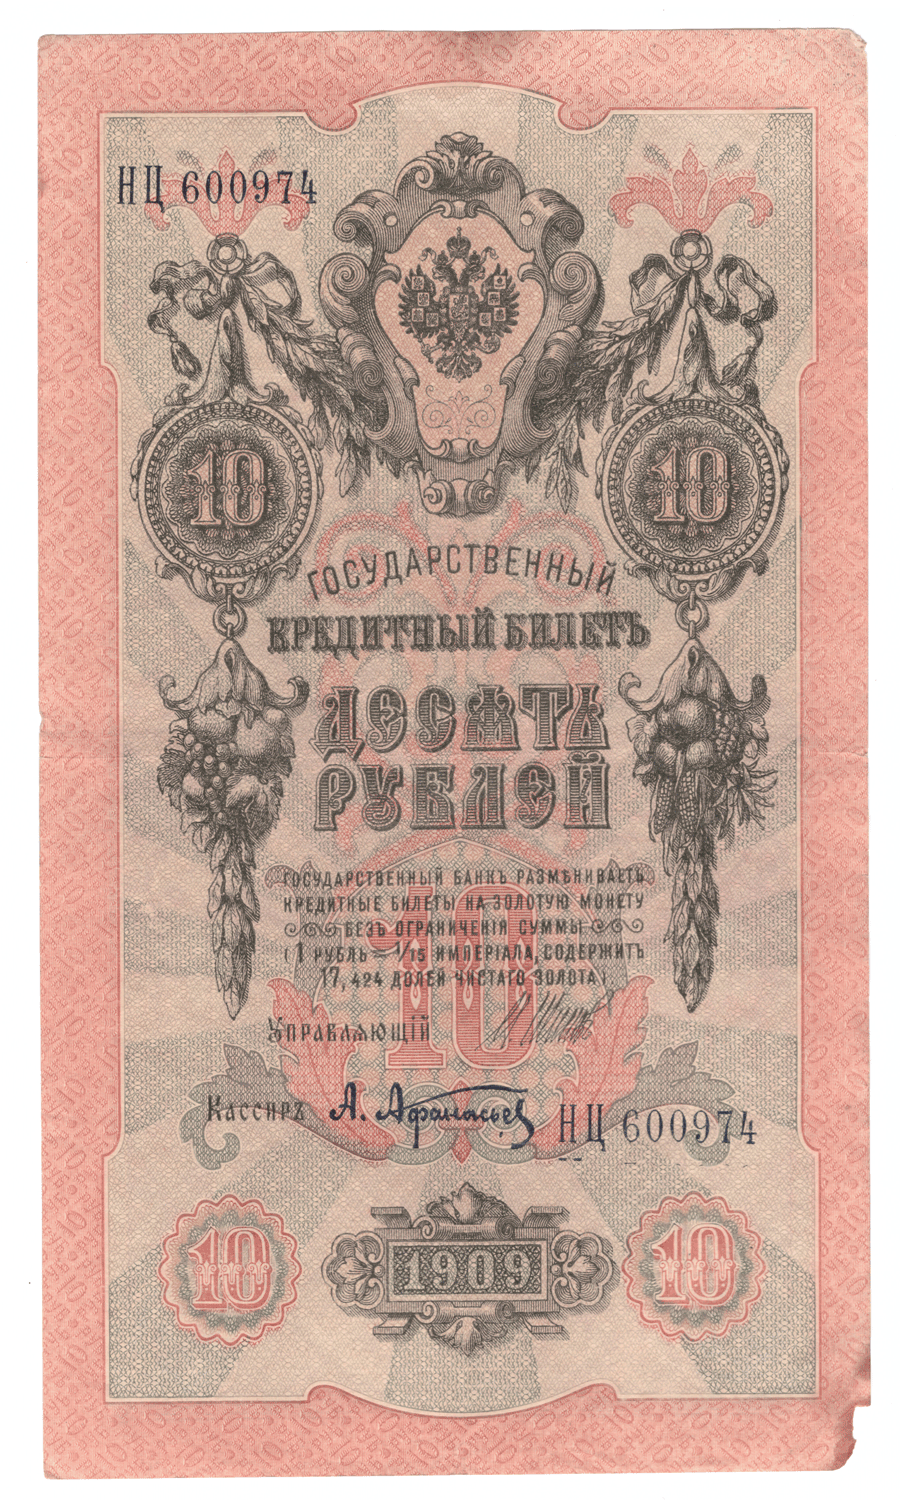 НЦ 600974
10 10
ГОСУДАРСТВЕННЫЙ
КРЕДИТНЫЙ БИЛЕТЪ
ДЕСЯТЬ
РУБЛЕЙ
ГОСУДАРСТВЕННЫЙ БАНКЪ РАЗМѢНИВАЕТЪ
КРЕДИТНЫЕ БИЛЕТЫ НА ЗОЛОТУЮ МОНЕТУ
БЕЗЪ ОГРАНИЧЕНІЯ СУММЫ
(1 РУБЛЬ = 1/15 ИМПЕРІАЛА, СОДЕРЖИТЪ
17,424 ДОЛЕЙ ЧИСТАГО ЗОЛОТА)
10
УПРАВЛЯЮЩІЙ
Кассиръ А. Афанасьев НЦ 600974
10 1909 10